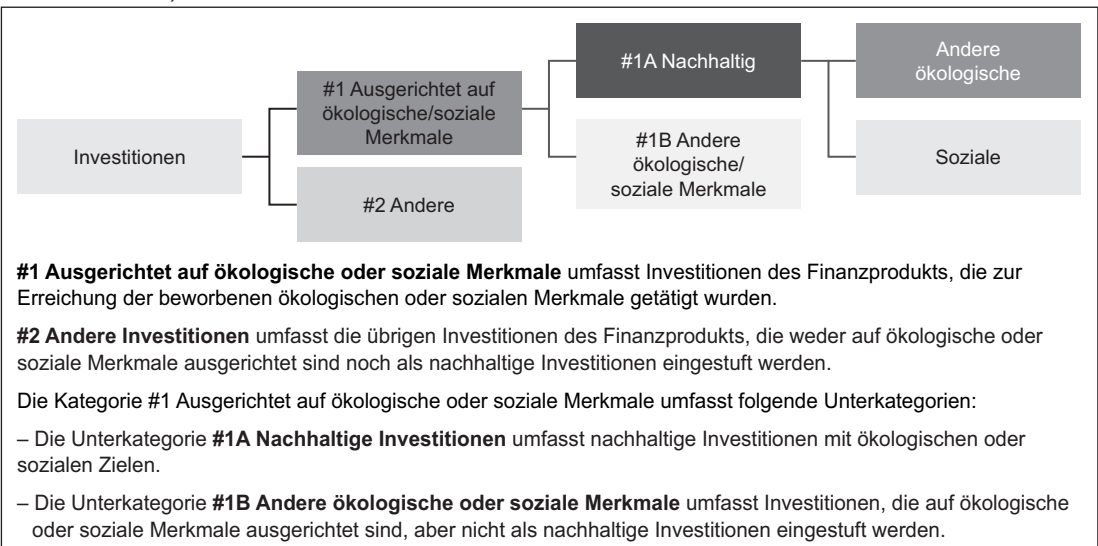 Investitionen
#1 Ausgerichtet auf
ökologische/soziale
Merkmale
#2 Andere
#1A Nachhaltig
#1B Andere
ökologische/
soziale Merkmale
Andere
ökologische
Soziale
#1 Ausgerichtet auf ökologische oder soziale Merkmale umfasst Investitionen des Finanzprodukts, die zur
Erreichung der beworbenen ökologischen oder sozialen Merkmale getätigt wurden.
#2 Andere Investitionen umfasst die übrigen Investitionen des Finanzprodukts, die weder auf ökologische oder
soziale Merkmale ausgerichtet sind noch als nachhaltige Investitionen eingestuft werden.
Die Kategorie #1 Ausgerichtet auf ökologische oder soziale Merkmale umfasst folgende Unterkategorien:
– Die Unterkategorie #1A Nachhaltige Investitionen umfasst nachhaltige Investitionen mit ökologischen oder
sozialen Zielen.
– Die Unterkategorie #1B Andere ökologische oder soziale Merkmale umfasst Investitionen, die auf ökologische
oder soziale Merkmale ausgerichtet sind, aber nicht als nachhaltige Investitionen eingestuft werden.